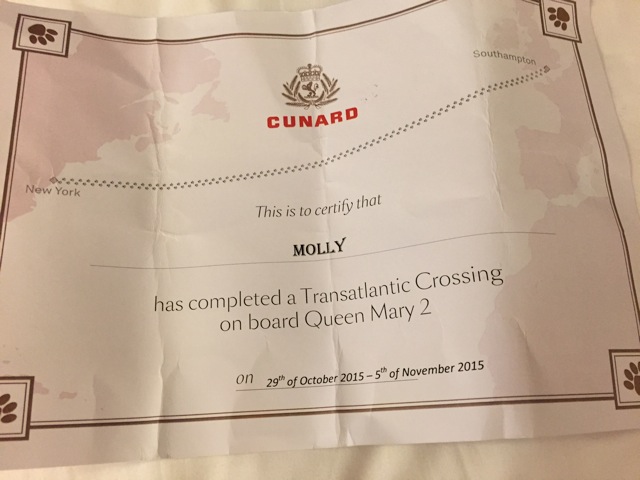 Southampton
CUNARD
New York
This is to certify that
MOLLY
has completed a Transatlantic Crossing
on board Queen Mary 2
on 29th of October 2015 – 5th of November 2015